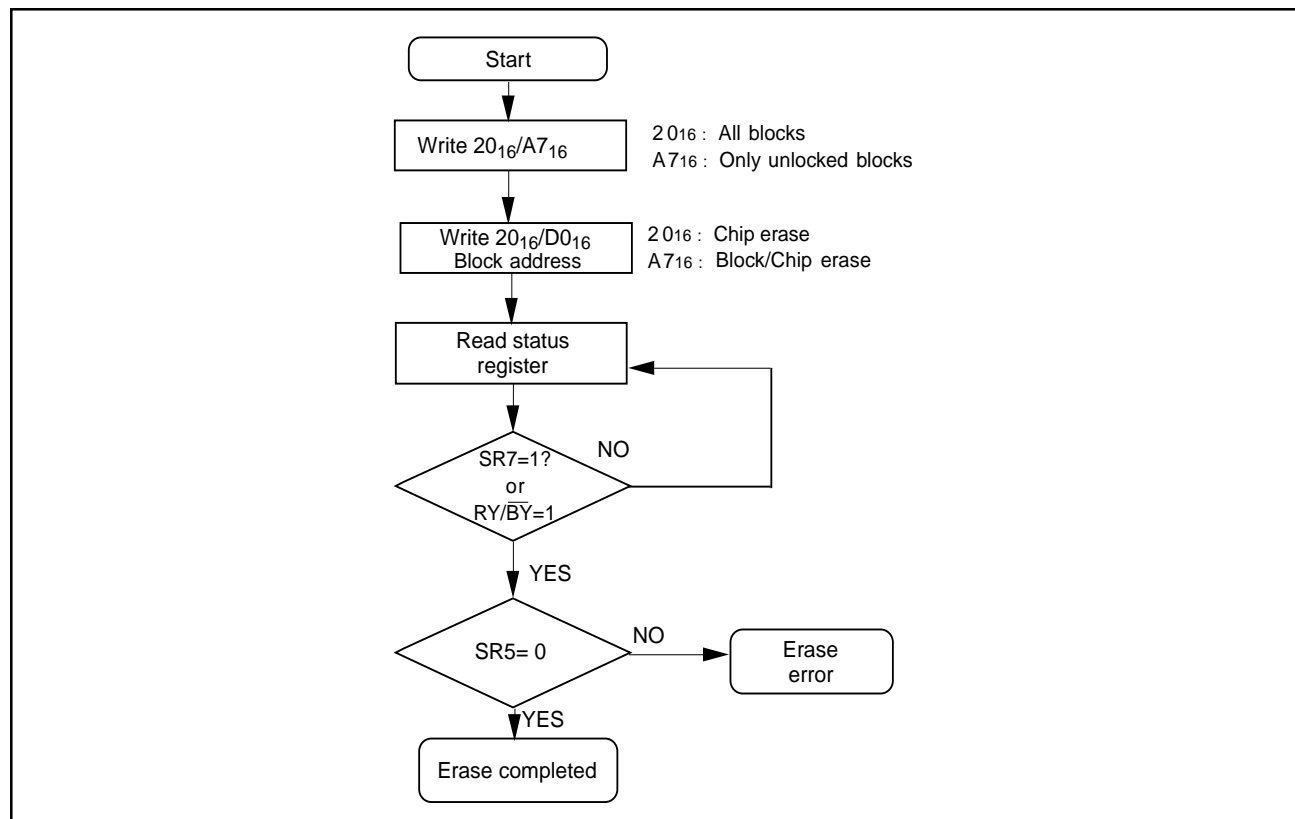 Start
Write 20₁₆/A7₁₆
20₁₆ : All blocks
A7₁₆ : Only unlocked blocks
Write 20₁₆/D0₁₆
Block address
20₁₆ : Chip erase
A7₁₆ : Block/Chip erase
Read status
register
SR7=1?
or
RY/B̅Y̅=1
NO
YES
SR5= 0
NO
Erase
error
YES
Erase completed